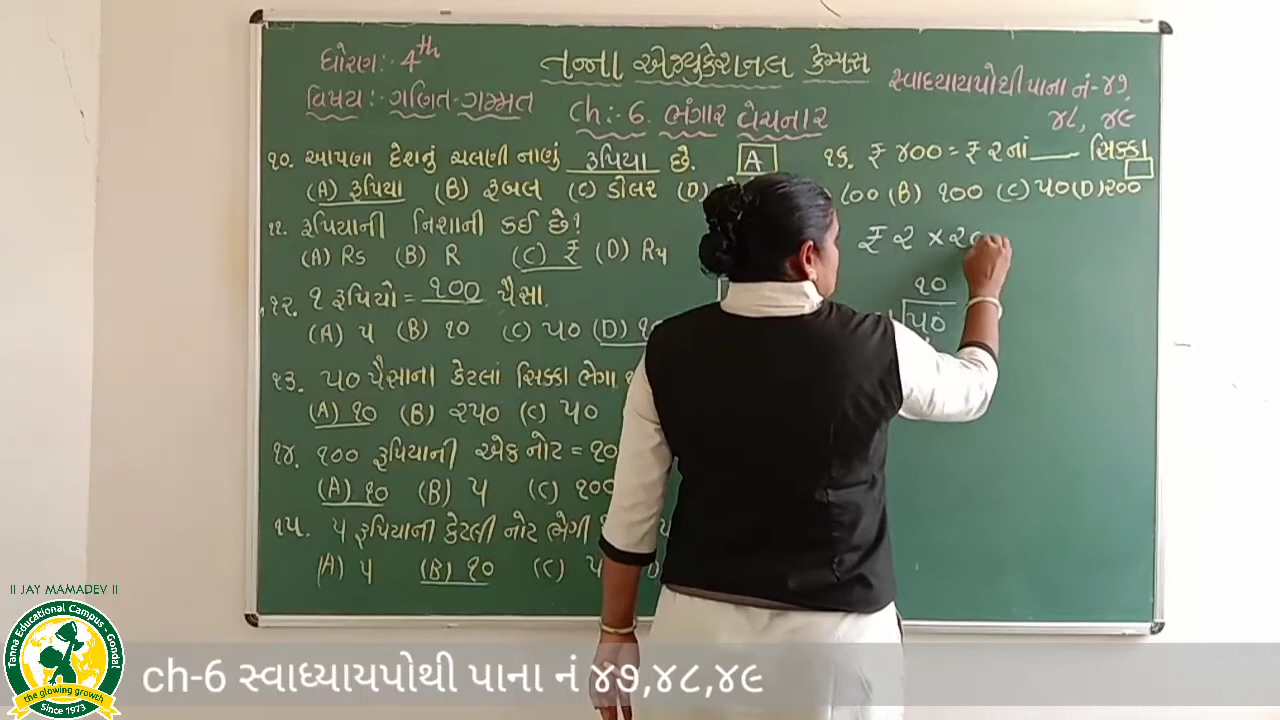 ધોરણ:- 4th
વિષય:- ગણિત-ગમ્મત
તન્ના એજ્યુકેશનલ કેમ્પસ
ch:- 6. ભંગાર વેચનાર
સ્વાધ્યાયપોથી પાના નં-૪૭,
૪૮, ૪૯
૧૦. આપણા દેશનું ચલણી નાણું રૂપિયા છે. A
(A) રૂપિયા (B) રૂબલ (C) ડોલર (D)
૧૧. રૂપિયાની નિશાની કઈ છે?
(A) Rs (B) R (C) ₹ (D) Ry
૧૨. ૧ રૂપિયો = ૧૦૦ પૈસા.
(A) ૫ (B) ૧૦ (C) ૫૦ (D)
૧૩. ૫૦ પૈસાના કેટલાં સિક્કા ભેગા
(A) ૧૦ (B) ૨૫૦ (C) ૫૦
૧૪. ૧૦૦ રૂપિયાની એક નોટ = ૧૦
(A) ૧૦ (B) ૫ (C) ૧૦૦
૧૫. ૫ રૂપિયાની કેટલી નોટ ભેગી
(A) ૫ (B) ૧૦ (C)
૧૬. ₹ ૪૦૦ = ₹ ૨નાં ____ સિક્કા
૮૦૦ (B) ૧૦૦ (C) ૫૦ (D) ૨૦૦
₹ ૨ × ૨૦
૧૦
૫૦
II JAY MAMADEV II
Tanna Educational Campus - Gondal
the glowing growth
Since 1973
ch-6 સ્વાધ્યાયપોથી પાના નં ૪૭,૪૮,૪૯